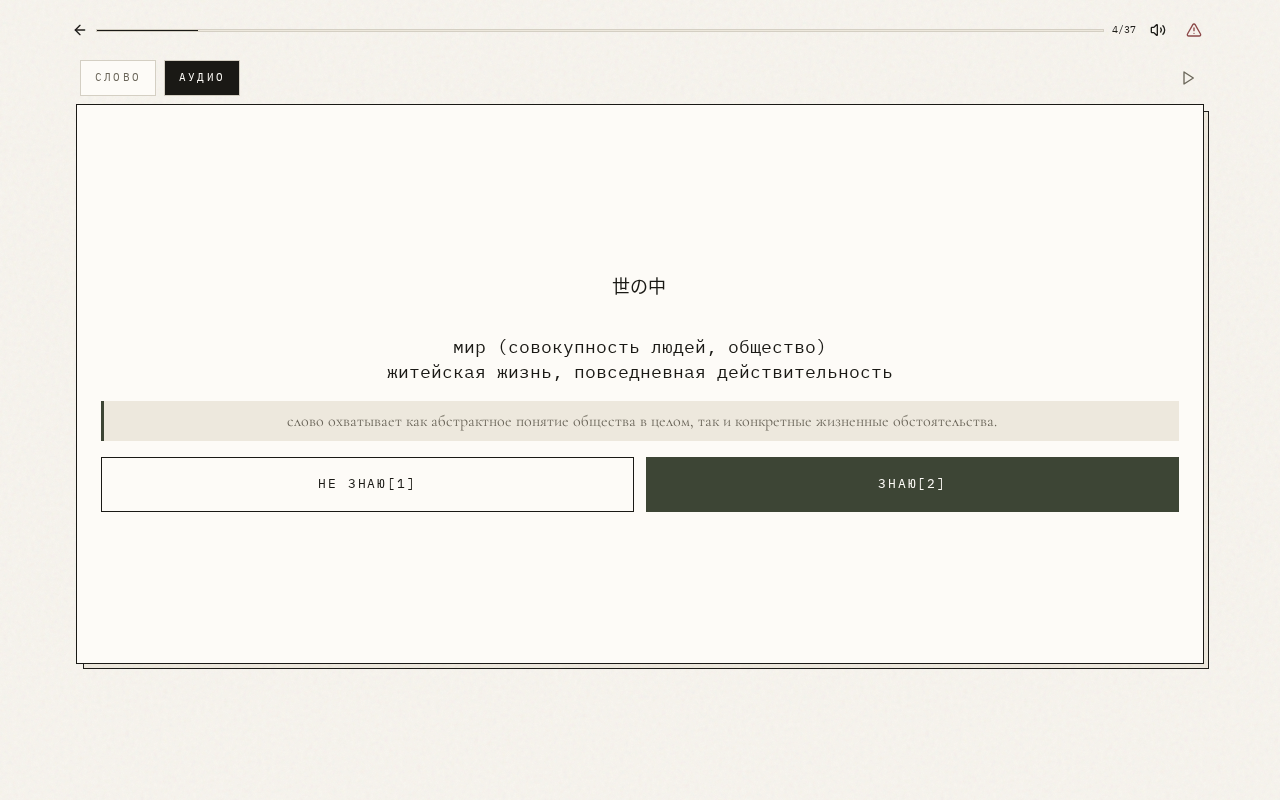 4/37
СЛОВО
АУДИО
世の中
мир (совокупность людей, общество)
житейская жизнь, повседневная действительность
слово охватывает как абстрактное понятие общества в целом, так и конкретные жизненные обстоятельства.
НЕ ЗНАЮ[1]
ЗНАЮ[2]